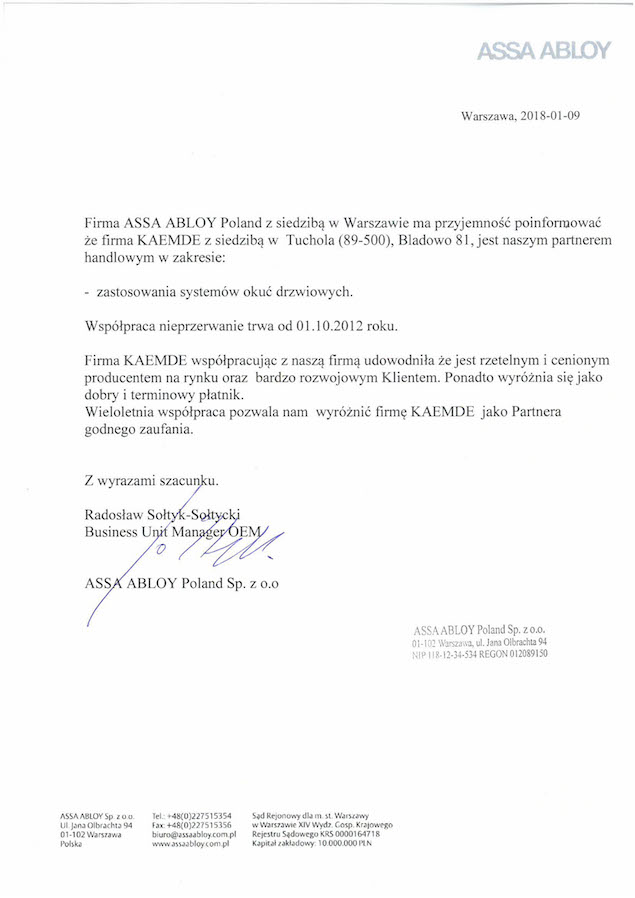 ASSA ABLOY
Warszawa, 2018-01-09
Firma ASSA ABLOY Poland z siedzibą w Warszawie ma przyjemność poinformować
że firma KAEMDE z siedzibą w Tuchola (89-500), Bladowo 81, jest naszym partnerem
handlowym w zakresie:
- zastosowania systemów okuć drzwiowych.
Współpraca nieprzerwanie trwa od 01.10.2012 roku.
Firma KAEMDE współpracując z naszą firmą udowodniła że jest rzetelnym i cenionym
producentem na rynku oraz bardzo rozwojowym Klientem. Ponadto wyróżnia się jako
dobry i terminowy płatnik.
Wieloletnia współpraca pozwala nam wyróżnić firmę KAEMDE jako Partnera
godnego zaufania.
Z wyrazami szacunku.
Radosław Sołtyk-Sołtycki
Business Unit Manager OEM
ASSA ABLOY Poland Sp. z o.o
ASSA ABLOY Poland Sp. z o.o.
01-102 Warszawa, ul. Jana Olbrachta 94
NIP 118-12-34-534 REGON 012089150
ASSA ABLOY Sp. z o.o.
Ul. Jana Olbrachta 94
01-102 Warszawa
Polska
Tel.: +48(0)227515354
Fax: +48(0)227515356
biuro@assaabloy.com.pl
www.assaabloy.com.pl
Sąd Rejonowy dla m. st. Warszawy
w Warszawie XIV Wydz. Gosp. Krajowego
Rejestru Sądowego KRS 0000164718
Kapitał zakładowy: 10.000.000 PLN